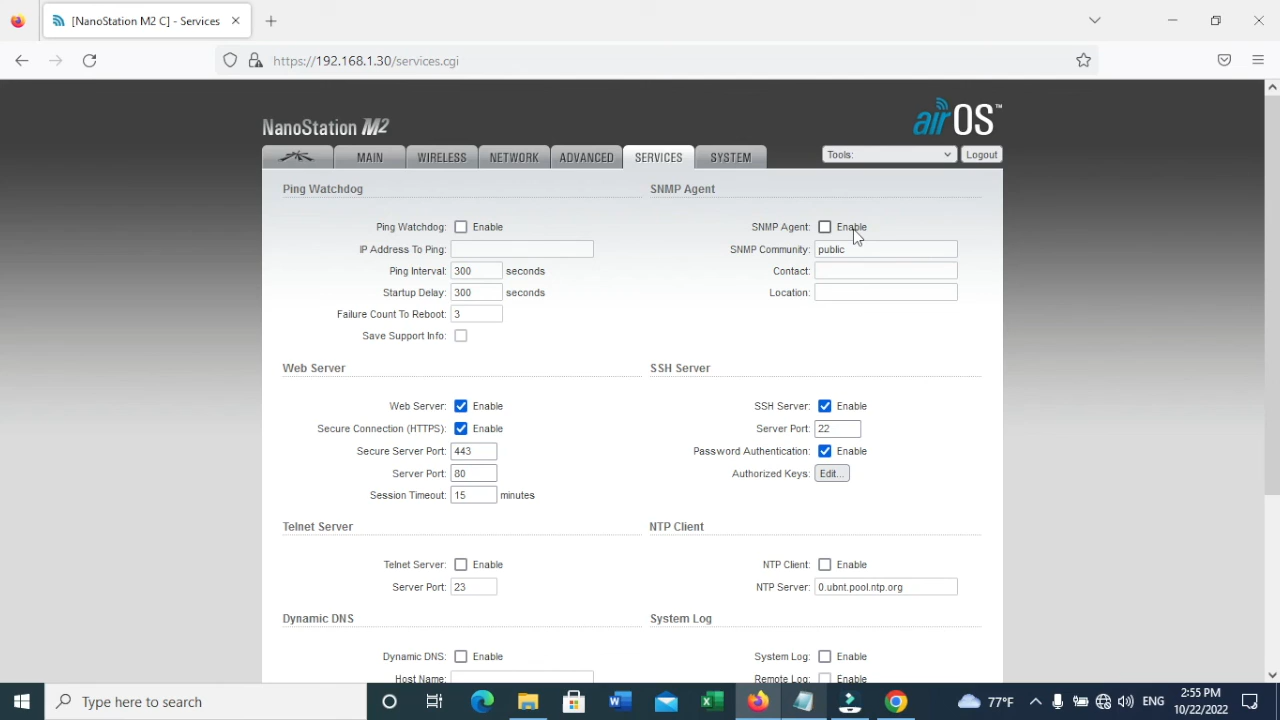 [NanoStation M2 C] - Services
https://192.168.1.30/services.cgi
NanoStation M2
airOS™
MAIN
WIRELESS
NETWORK
ADVANCED
SERVICES
SYSTEM
Tools:
Logout
Ping Watchdog
Ping Watchdog: Enable
IP Address To Ping:
Ping Interval: 300 seconds
Startup Delay: 300 seconds
Failure Count To Reboot: 3
Save Support Info:
SNMP Agent
SNMP Agent: Enable
SNMP Community: public
Contact:
Location:
Web Server
Web Server: Enable
Secure Connection (HTTPS): Enable
Secure Server Port: 443
Server Port: 80
Session Timeout: 15 minutes
SSH Server
SSH Server: Enable
Server Port: 22
Password Authentication: Enable
Authorized Keys: Edit...
Telnet Server
Telnet Server: Enable
Server Port: 23
NTP Client
NTP Client: Enable
NTP Server: 0.ubnt.pool.ntp.org
Dynamic DNS
Dynamic DNS: Enable
Host Name:
System Log
System Log: Enable
Remote Log: Enable
Type here to search
77°F
ENG
2:55 PM
10/22/2022